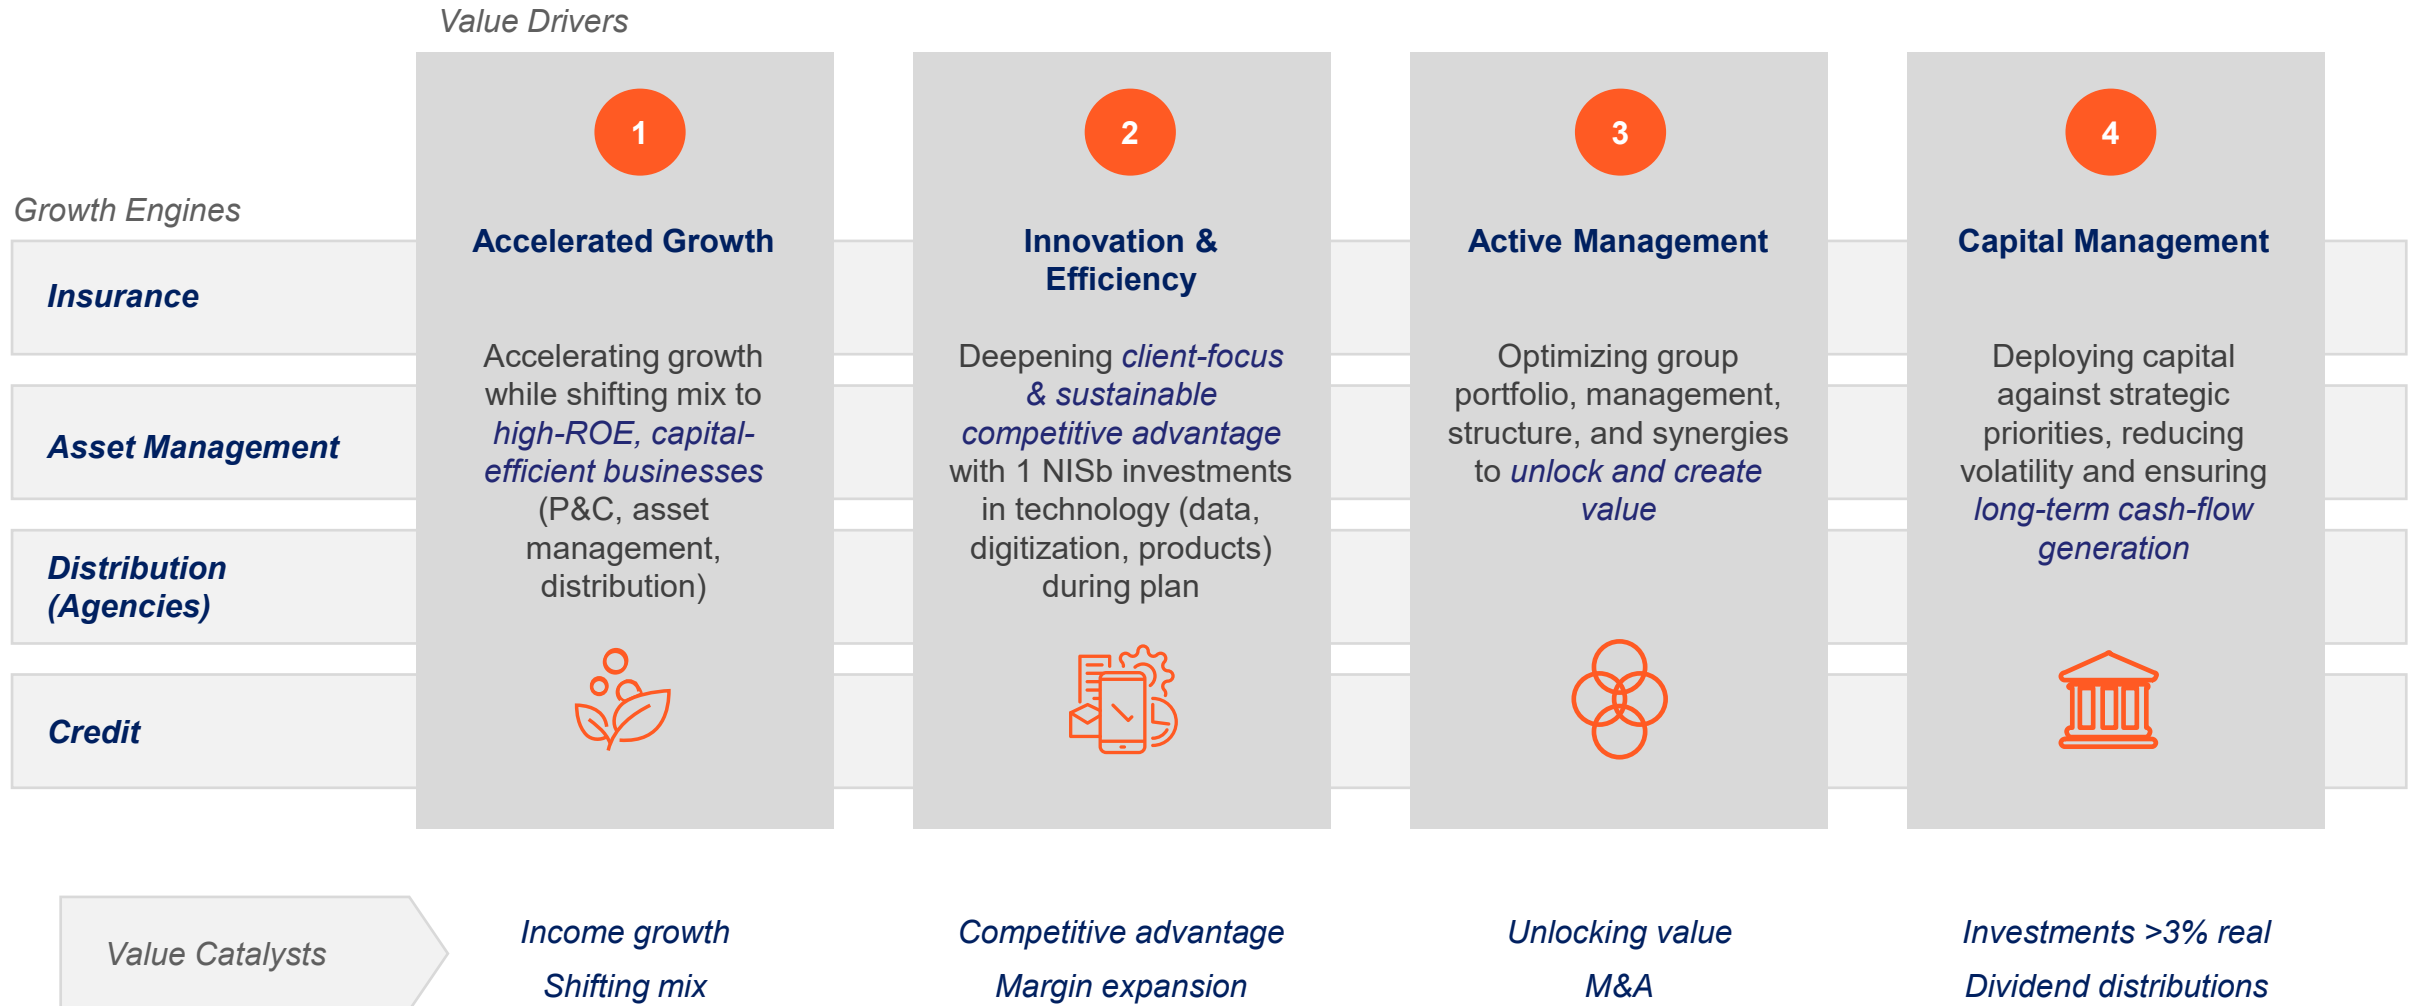 Value Drivers
Growth Engines
Insurance
Asset Management
Distribution
(Agencies)
Credit
1
Accelerated Growth
Accelerating growth
while shifting mix to
high-ROE, capital-
efficient businesses
(P&C, asset
management,
distribution)
2
Innovation &
Efficiency
Deepening client-focus
& sustainable
competitive advantage
with 1 NISb investments
in technology (data,
digitization, products)
during plan
3
Active Management
Optimizing group
portfolio, management,
structure, and synergies
to unlock and create
value
4
Capital Management
Deploying capital
against strategic
priorities, reducing
volatility and ensuring
long-term cash-flow
generation
Value Catalysts
Income growth
Shifting mix
Competitive advantage
Margin expansion
Unlocking value
M&A
Investments >3% real
Dividend distributions